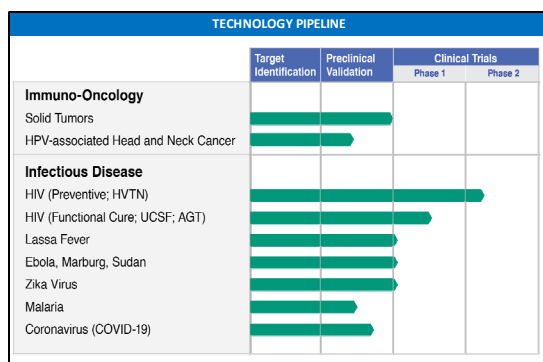 TECHNOLOGY PIPELINE
Target Identification
Preclinical Validation
Clinical Trials
Phase 1
Phase 2
Immuno-Oncology
Solid Tumors
HPV-associated Head and Neck Cancer
Infectious Disease
HIV (Preventive; HVTN)
HIV (Functional Cure; UCSF; AGT)
Lassa Fever
Ebola, Marburg, Sudan
Zika Virus
Malaria
Coronavirus (COVID-19)